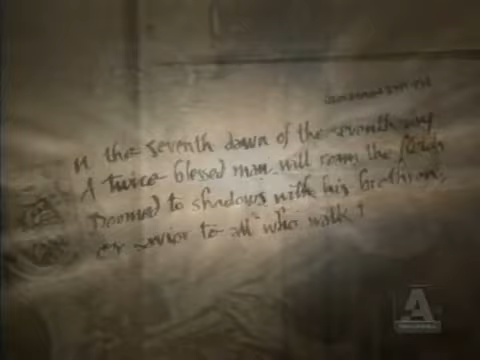 n the seventh dawn of the seventh day
A twice blessed man will roam the fields
Doomed to shadows with his brethren,
or savior to all who walk?
A